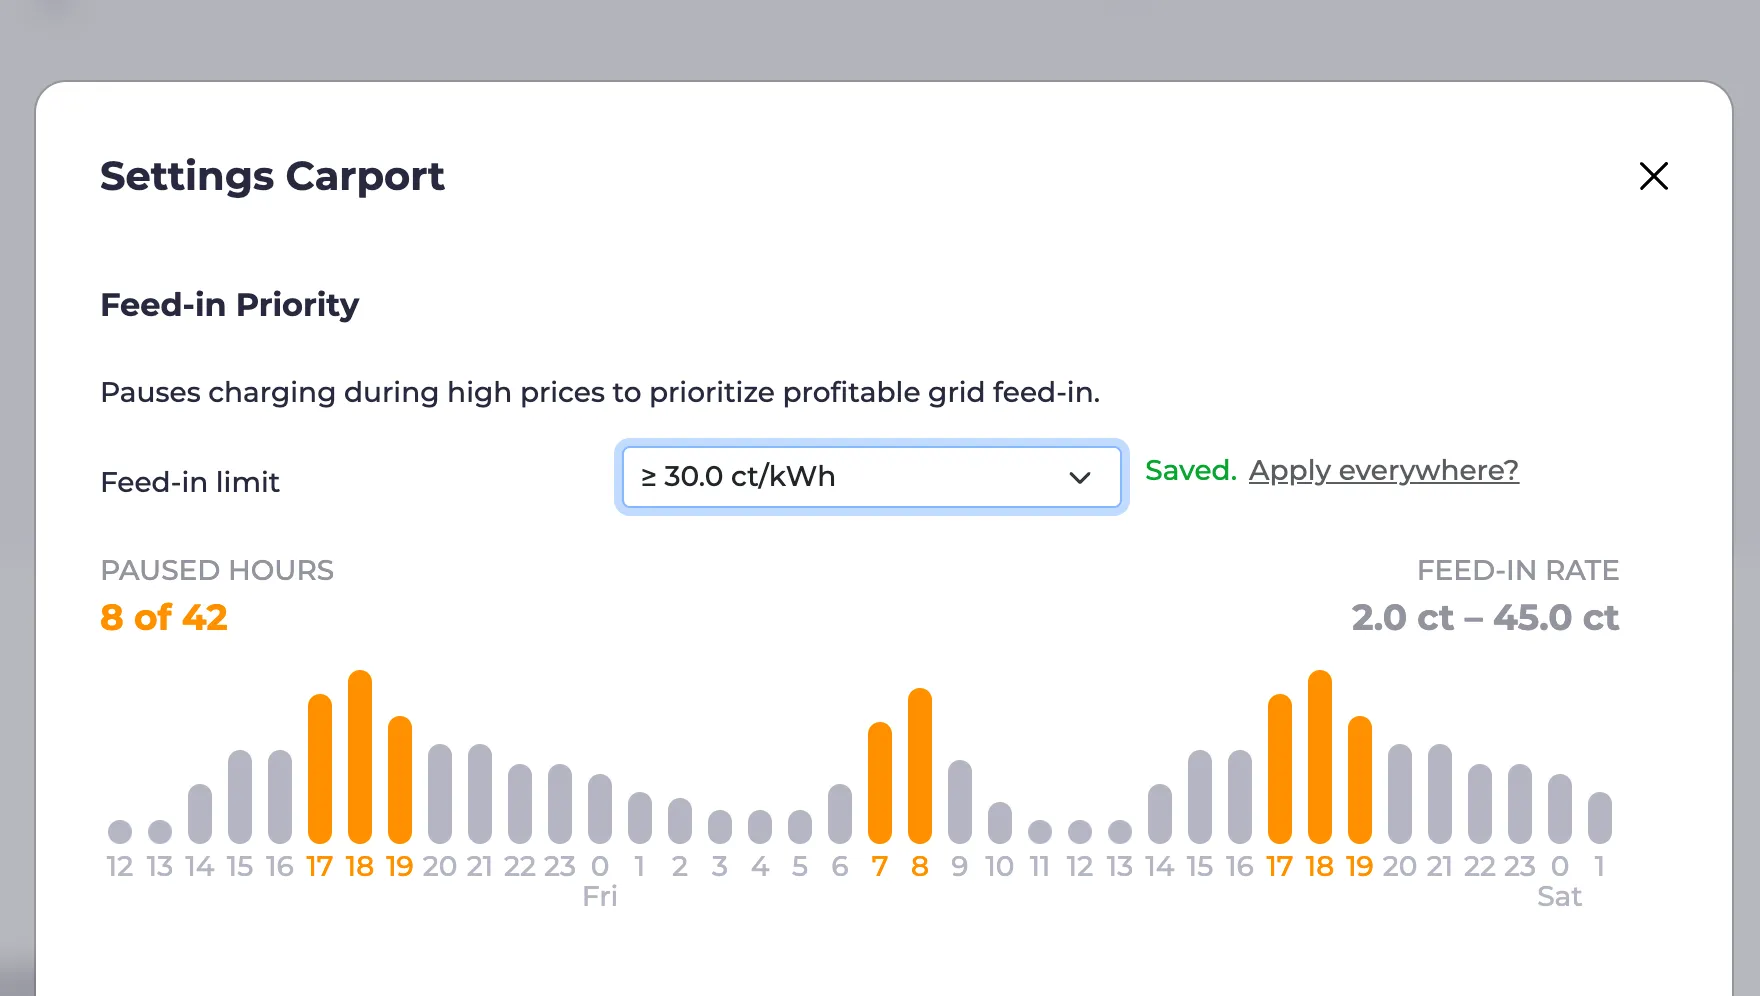 Settings Carport
Feed-in Priority
Pauses charging during high prices to prioritize profitable grid feed-in.
Feed-in limit
≥ 30.0 ct/kWh
Saved. Apply everywhere?
PAUSED HOURS
FEED-IN RATE
8 of 42
2.0 ct – 45.0 ct
12 13 14 15 16 17 18 19 20 21 22 23 0 1 2 3 4 5 6 7 8 9 10 11 12 13 14 15 16 17 18 19 20 21 22 23 0 1
Fri Sat